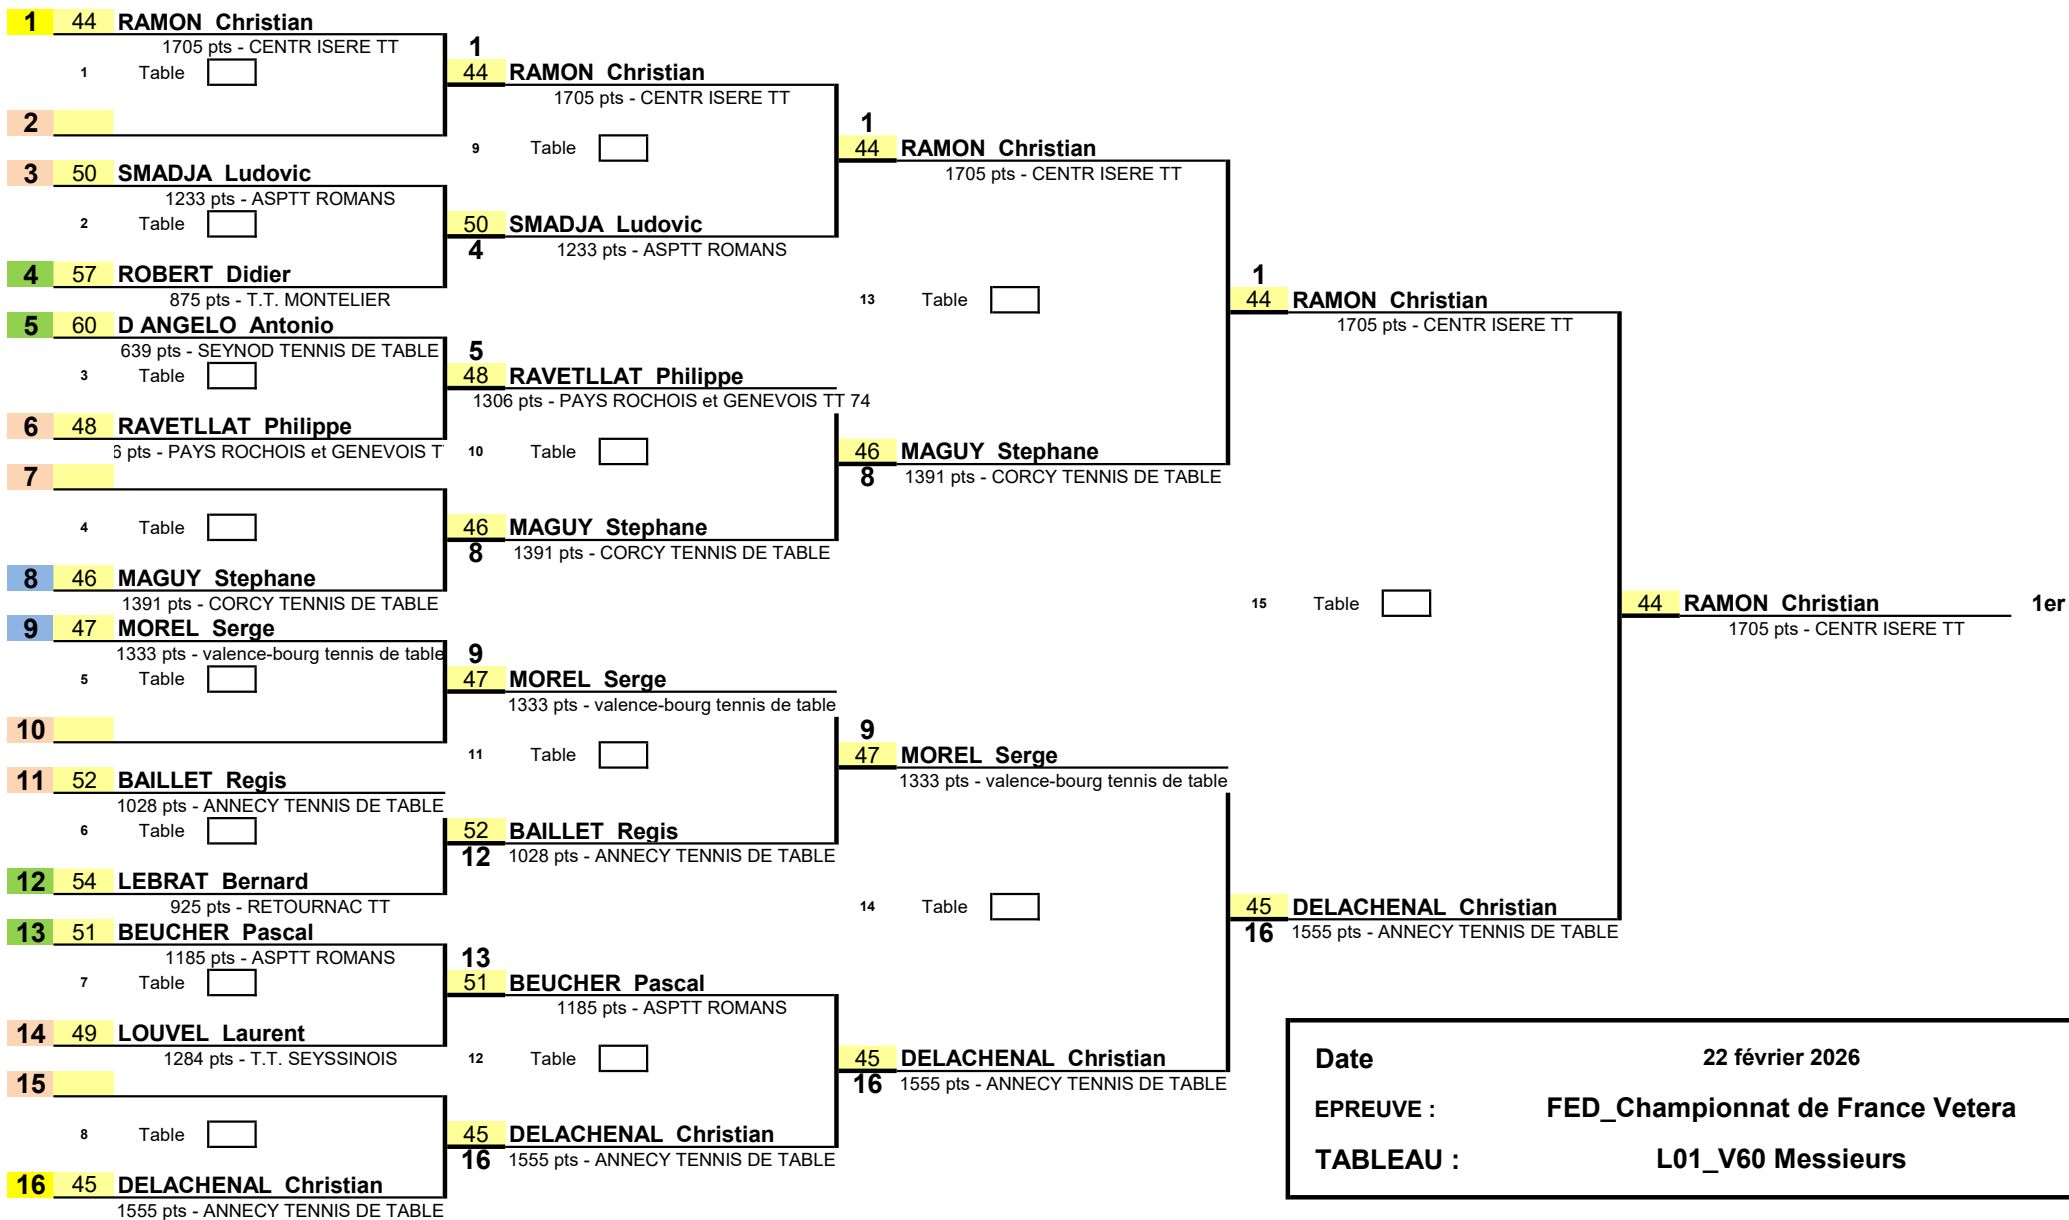 1 44 RAMON Christian
1705 pts - CENTR ISERE TT
1 Table
2
3 50 SMADJA Ludovic
1233 pts - ASPTT ROMANS
2 Table
4 57 ROBERT Didier
875 pts - T.T. MONTELIER
5 60 D ANGELO Antonio
639 pts - SEYNOD TENNIS DE TABLE
3 Table
6 48 RAVETLLAT Philippe
6 pts - PAYS ROCHOIS et GENEVOIS T
7
4 Table
8 46 MAGUY Stephane
1391 pts - CORCY TENNIS DE TABLE
9 47 MOREL Serge
1333 pts - valence-bourg tennis de table
5 Table
10
11 52 BAILLET Regis
1028 pts - ANNECY TENNIS DE TABLE
6 Table
12 54 LEBRAT Bernard
925 pts - RETOURNAC TT
13 51 BEUCHER Pascal
1185 pts - ASPTT ROMANS
7 Table
14 49 LOUVEL Laurent
1284 pts - T.T. SEYSSINOIS
15
8 Table
16 45 DELACHENAL Christian
1555 pts - ANNECY TENNIS DE TABLE
1
44 RAMON Christian
1705 pts - CENTR ISERE TT
9 Table
50 SMADJA Ludovic
4 1233 pts - ASPTT ROMANS
5
48 RAVETLLAT Philippe
1306 pts - PAYS ROCHOIS et GENEVOIS TT 74
10 Table
46 MAGUY Stephane
8 1391 pts - CORCY TENNIS DE TABLE
9
47 MOREL Serge
1333 pts - valence-bourg tennis de table
11 Table
52 BAILLET Regis
12 1028 pts - ANNECY TENNIS DE TABLE
13
51 BEUCHER Pascal
1185 pts - ASPTT ROMANS
12 Table
45 DELACHENAL Christian
16 1555 pts - ANNECY TENNIS DE TABLE
1
44 RAMON Christian
1705 pts - CENTR ISERE TT
13 Table
46 MAGUY Stephane
8 1391 pts - CORCY TENNIS DE TABLE
9
47 MOREL Serge
1333 pts - valence-bourg tennis de table
14 Table
45 DELACHENAL Christian
16 1555 pts - ANNECY TENNIS DE TABLE
1
44 RAMON Christian
1705 pts - CENTR ISERE TT
15 Table
45 DELACHENAL Christian
16 1555 pts - ANNECY TENNIS DE TABLE
44 RAMON Christian 1er
1705 pts - CENTR ISERE TT
Date 22 février 2026
EPREUVE : FED_Championnat de France Vetera
TABLEAU : L01_V60 Messieurs